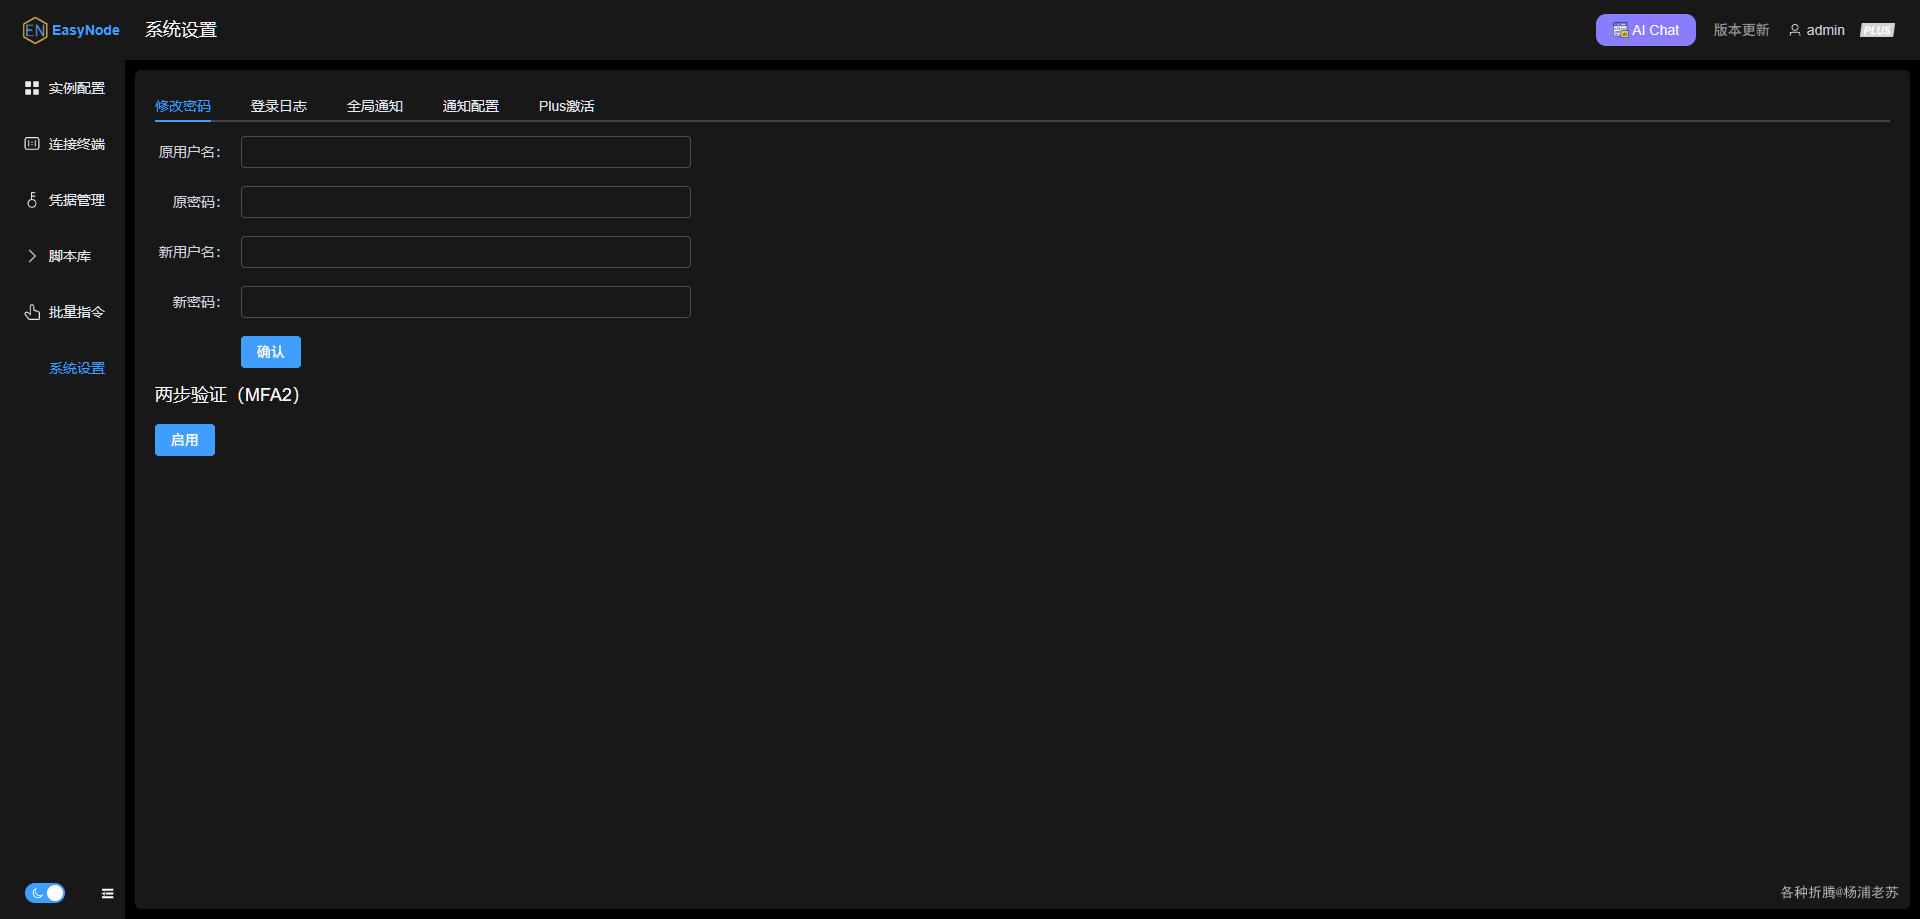 EN EasyNode
系统设置
AI Chat
版本更新
admin
PLUS
实例配置
连接终端
凭据管理
脚本库
批量指令
系统设置
修改密码
登录日志
全局通知
通知配置
Plus激活
原用户名：
原密码：
新用户名：
新密码：
确认
两步验证（MFA2）
启用
各种折腾@杨浦老苏